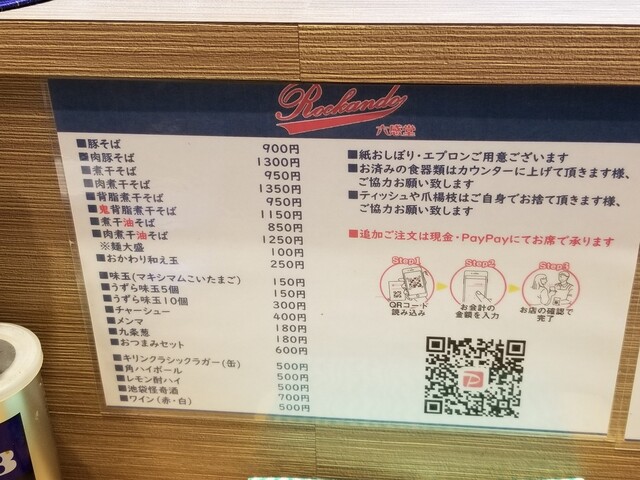 Rockando
六感堂
■豚そば 900円
■肉豚そば 1300円
■煮干そば 950円
■肉煮干そば 1350円
■背脂煮干そば 950円
■鬼背脂煮干そば 1150円
■煮干油そば 850円
■肉煮干油そば 1250円
※麺大盛 100円
■おかわり和え玉 250円
■味玉(マキシマムこいたまご) 150円
■うずら味玉5個 150円
■うずら味玉10個 300円
■チャーシュー 400円
■メンマ 180円
■九条葱 180円
■おつまみセット 600円
■キリンクラシックラガー(缶) 500円
■角ハイボール 500円
■レモン酎ハイ 500円
■池袋怪奇酒 700円
■ワイン(赤・白) 500円
■紙おしぼり・エプロンご用意ございます
■お済みの食器類はカウンターに上げて頂きます様、
ご協力お願い致します
■ティッシュや爪楊枝はご自身でお捨て頂きます様、
ご協力お願い致します
■追加ご注文は現金・PayPayにてお席で承ります
Step1
QRコード
読み込み
Step2
お会計の
金額を入力
Step3
お店の確認で
完了